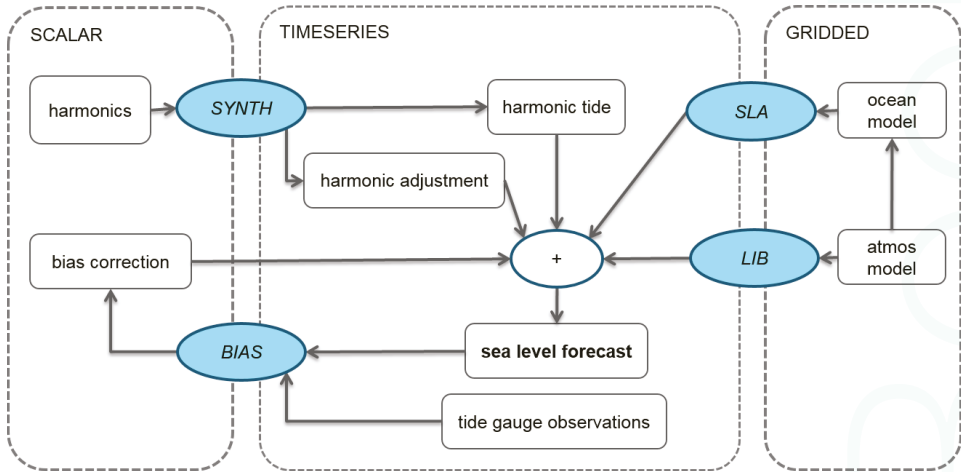 SCALAR
TIMESERIES
GRIDDED
harmonics
SYNTH
harmonic tide
SLA
ocean
model
harmonic adjustment
bias correction
+
LIB
atmos
model
BIAS
sea level forecast
tide gauge observations